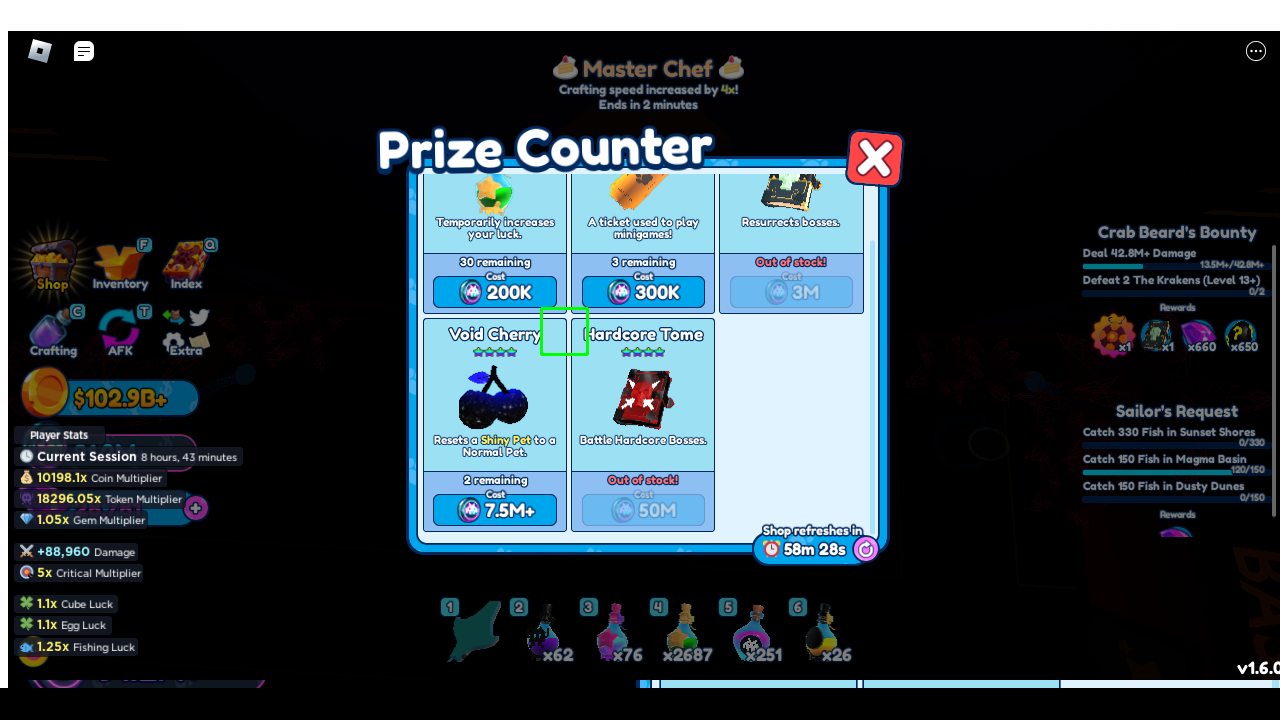 Master Chef
Crafting speed increased by 4x!
Ends in 2 minutes
Prize Counter
Temporarily increases
your luck.
30 remaining
Cost
200K
A ticket used to play
minigames!
3 remaining
Cost
300K
Resurrects bosses.
Out of stock!
Cost
3M
Void Cherry
Resets a Shiny Pet to a
Normal Pet.
2 remaining
Cost
7.5M+
Hardcore Tome
Battle Hardcore Bosses.
Out of stock!
Cost
50M
Shop refreshes in
58m 28s
Shop
F
Inventory
Q
Index
C
Crafting
T
AFK
Extra
$102.9B+
Player Stats
Current Session 8 hours, 43 minutes
10198.1x Coin Multiplier
18296.05x Token Multiplier
1.05x Gem Multiplier
+88,960 Damage
5x Critical Multiplier
1.1x Cube Luck
1.1x Egg Luck
1.25x Fishing Luck
Crab Beard's Bounty
Deal 42.8M+ Damage
13.5M+/42.8M+
Defeat 2 The Krakens (Level 13+)
0/2
Rewards
x1
x1
x660
x650
Sailor's Request
Catch 330 Fish in Sunset Shores
0/330
Catch 150 Fish in Magma Basin
120/150
Catch 150 Fish in Dusty Dunes
0/150
Rewards
1
2
x62
3
x76
4
x2687
5
x251
6
x26
v1.6.0